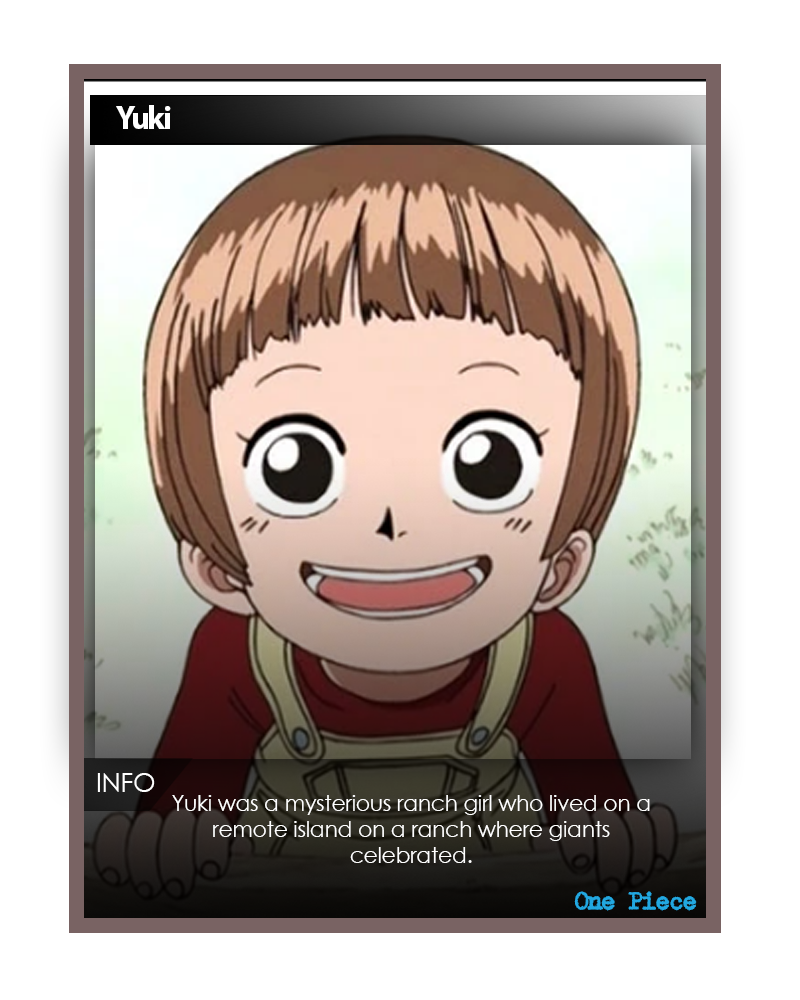 Yuki
INFO
Yuki was a mysterious ranch girl who lived on a
remote island on a ranch where giants
celebrated.
One Piece